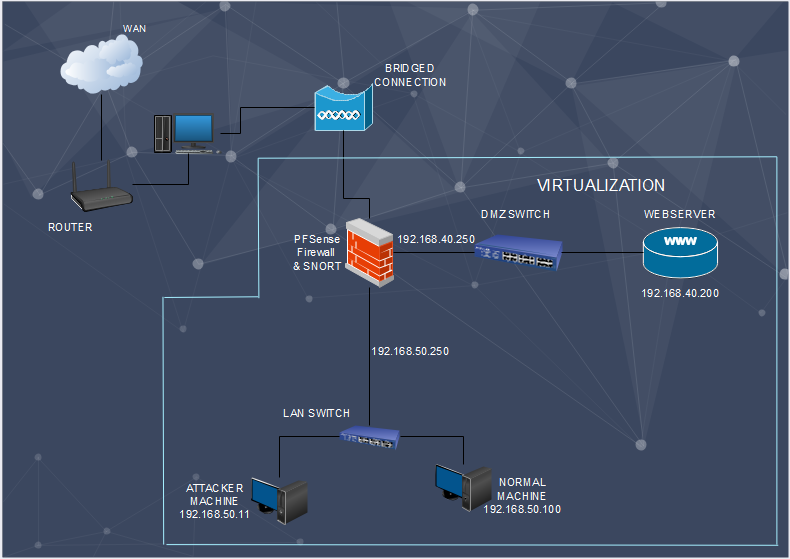 WAN
BRIDGED
CONNECTION
VIRTUALIZATION
ROUTER
DMZ SWITCH
WEBSERVER
PFSense
Firewall
& SNORT
192.168.40.250
WWW
192.168.40.200
192.168.50.250
LAN SWITCH
ATTACKER
MACHINE
192.168.50.11
NORMAL
MACHINE
192.168.50.100